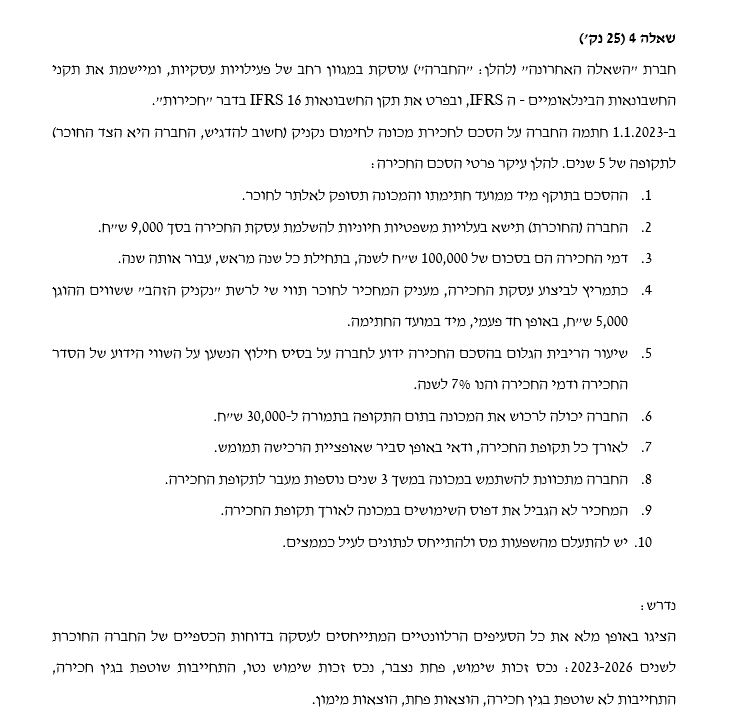 שאלה 4 (25 נק')
חברת "השאלה האחרונה" (להלן: "החברה") עוסקת במגוון רחב של פעילויות עסקיות, ומיישמת את תקני
החשבונאות הבינלאומיים - ה IFRS, ובפרט את תקן החשבונאות IFRS 16 בדבר "חכירות".
ב-1.1.2023 חתמה החברה על הסכם לחכירת מכונה לחימום נקניק (חשוב להדגיש, החברה היא הצד החוכר)
לתקופה של 5 שנים. להלן עיקר פרטי הסכם החכירה:
1. ההסכם בתוקף מיד ממועד חתימתו והמכונה תסופק לאלתר לחוכר.
2. החברה (החוכרת) תישא בעלויות משפטיות חיוניות להשלמת עסקת החכירה בסך 9,000 ש"ח.
3. דמי החכירה הם בסכום של 100,000 ש"ח לשנה, בתחילת כל שנה מראש, עבור אותה שנה.
4. כתמריץ לביצוע עסקת החכירה, מעניק המחכיר לחוכר תווי שי לרשת "נקניק הזהב" ששווים ההוגן
5,000 ש"ח, באופן חד פעמי, מיד במועד החתימה.
5. שיעור הריבית הגלום בהסכם החכירה ידוע לחברה על בסיס חילוץ הנשען על השווי הידוע של הסדר
החכירה ודמי החכירה והנו 7% לשנה.
6. החברה יכולה לרכוש את המכונה בתום התקופה בתמורה ל-30,000 ש"ח.
7. לאורך כל תקופת החכירה, ודאי באופן סביר שאופציית הרכישה תמומש.
8. החברה מתכוונת להשתמש במכונה במשך 3 שנים נוספות מעבר לתקופת החכירה.
9. המחכיר לא הגביל את דפוס השימושים במכונה לאורך תקופת החכירה.
10. יש להתעלם מהשפעות מס ולהתייחס לנתונים לעיל כממצים.
נדרש:
הציגו באופן מלא את כל הסעיפים הרלוונטיים המתייחסים לעסקה בדוחות הכספיים של החברה החוכרת
לשנים 2023-2026: נכס זכות שימוש, פחת נצבר, נכס זכות שימוש נטו, התחייבות שוטפת בגין חכירה,
התחייבות לא שוטפת בגין חכירה, הוצאות פחת, הוצאות מימון.